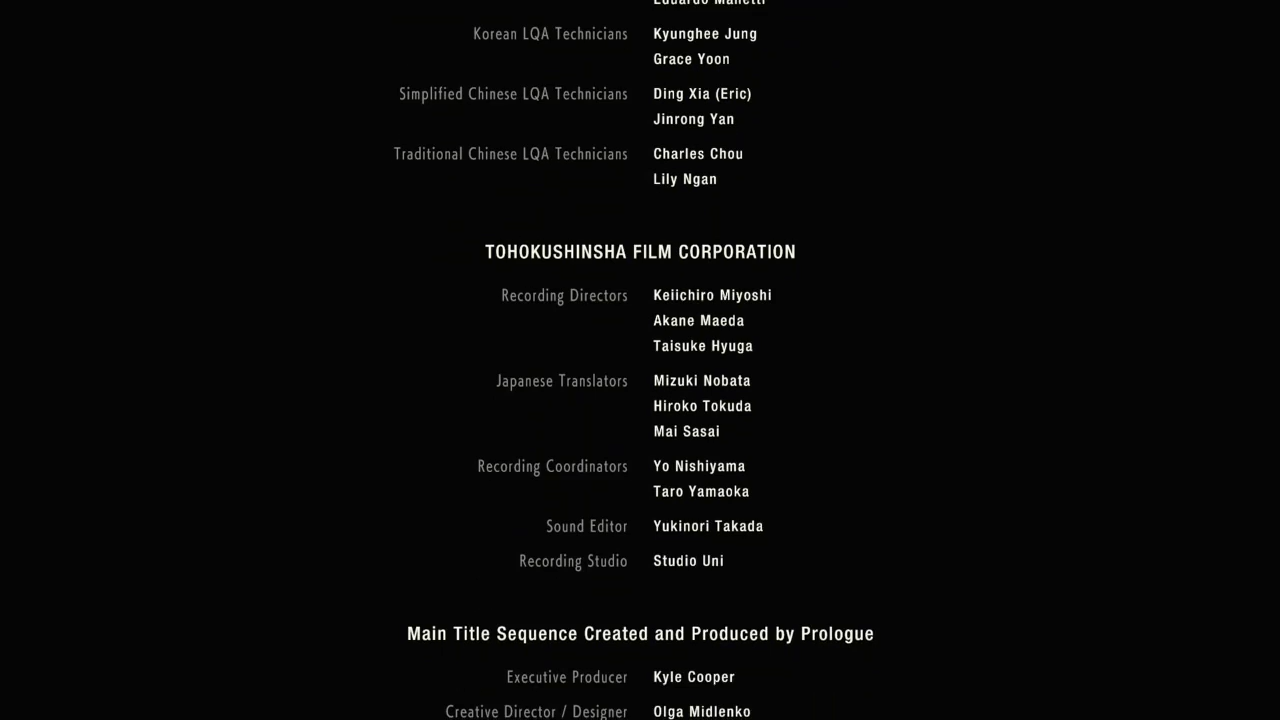 Eduardo Manetti
Korean LQA Technicians Kyunghee Jung
Grace Yoon
Simplified Chinese LQA Technicians Ding Xia (Eric)
Jinrong Yan
Traditional Chinese LQA Technicians Charles Chou
Lily Ngan
TOHOKUSHINSHA FILM CORPORATION
Recording Directors Keiichiro Miyoshi
Akane Maeda
Taisuke Hyuga
Japanese Translators Mizuki Nobata
Hiroko Tokuda
Mai Sasai
Recording Coordinators Yo Nishiyama
Taro Yamaoka
Sound Editor Yukinori Takada
Recording Studio Studio Uni
Main Title Sequence Created and Produced by Prologue
Executive Producer Kyle Cooper
Creative Director / Designer Olga Midlenko